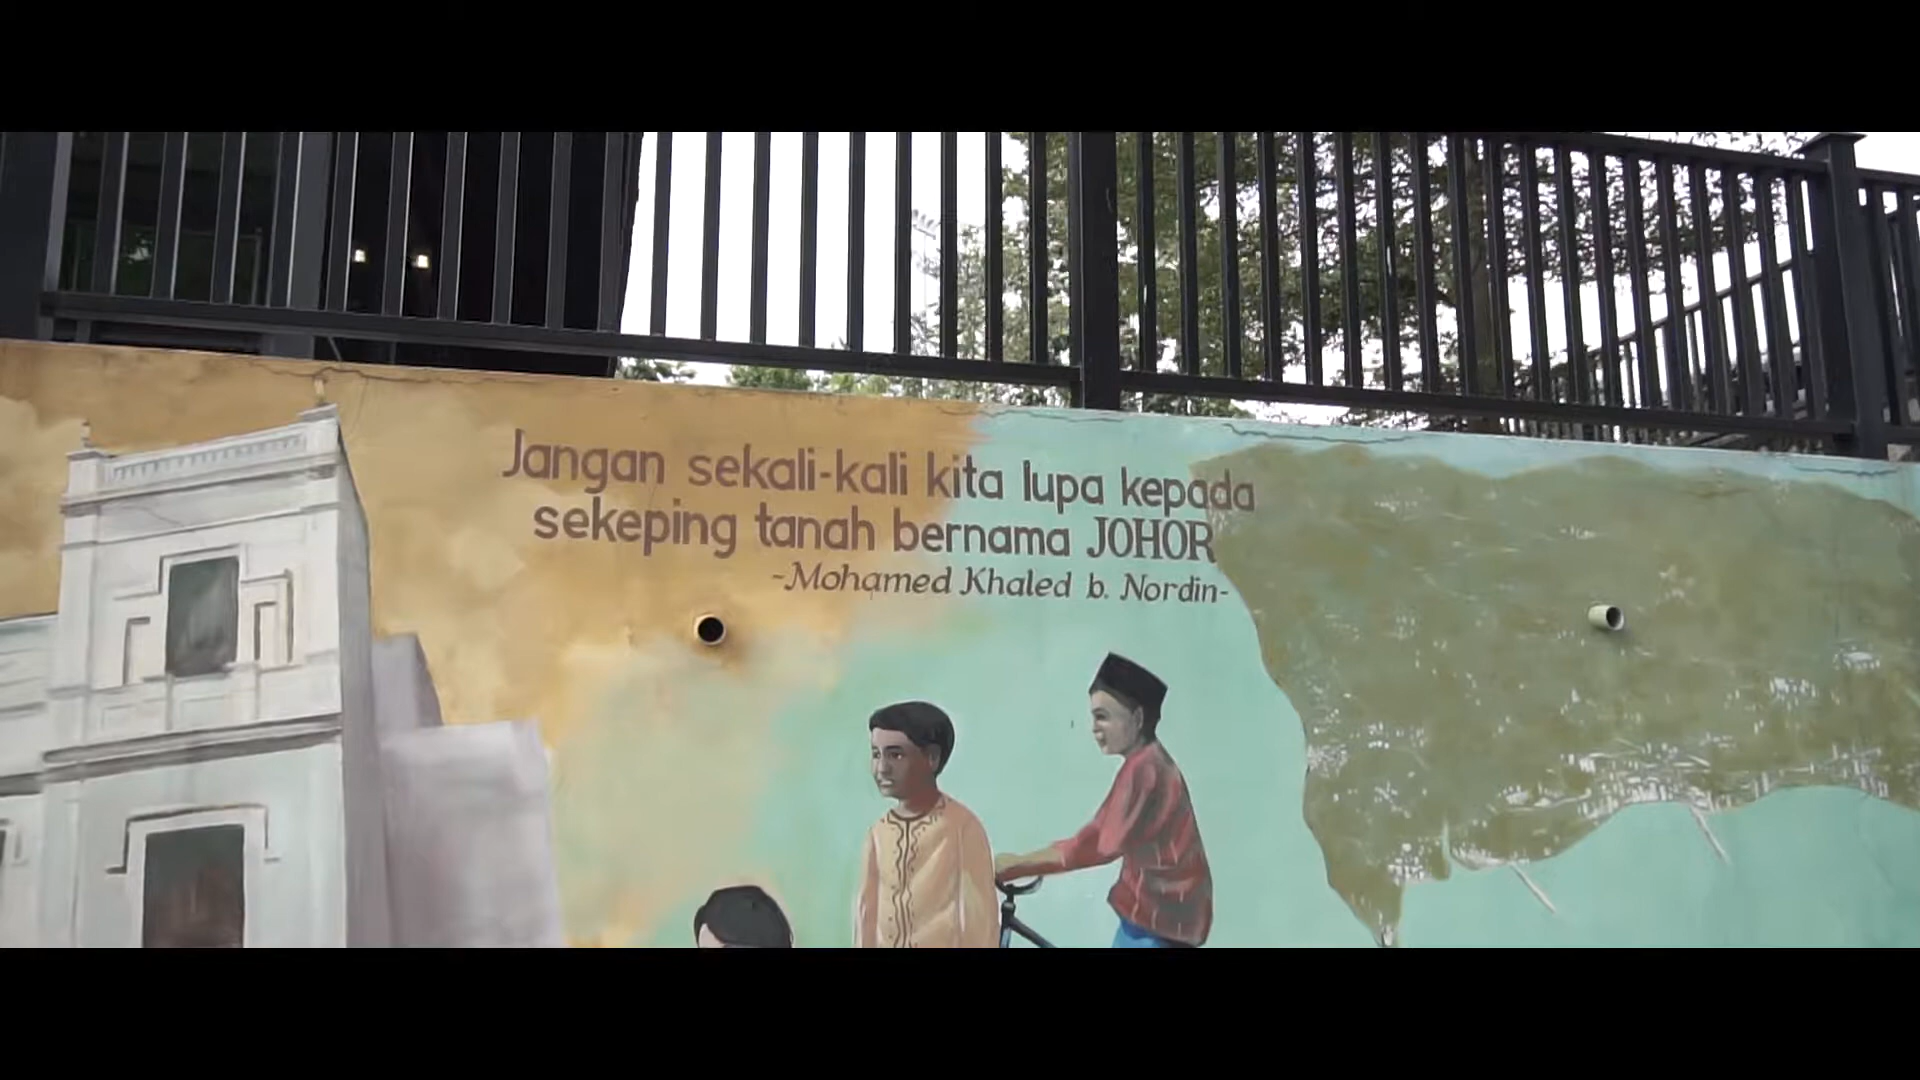 Jangan sekali-kali kita lupa kepada
sekeping tanah bernama JOHOR
-Mohamed Khaled b. Nordin-